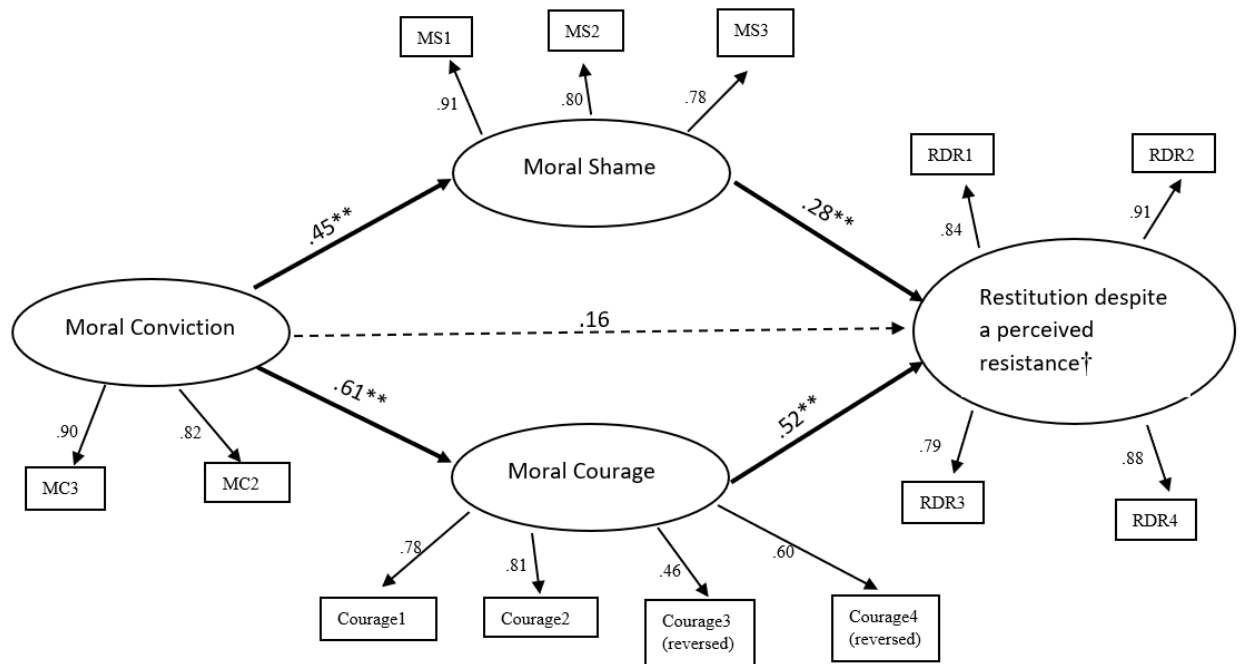 MS1
MS2
MS3
.91
.80
.78
Moral Shame
RDR1
RDR2
.84
.91
.45**
.28**
Moral Conviction
.16
Restitution despite
a perceived
resistance†
.61**
.52**
.90
.82
MC3
MC2
Moral Courage
.79
.88
RDR3
RDR4
.78
.81
.46
.60
Courage1
Courage2
Courage3
(reversed)
Courage4
(reversed)